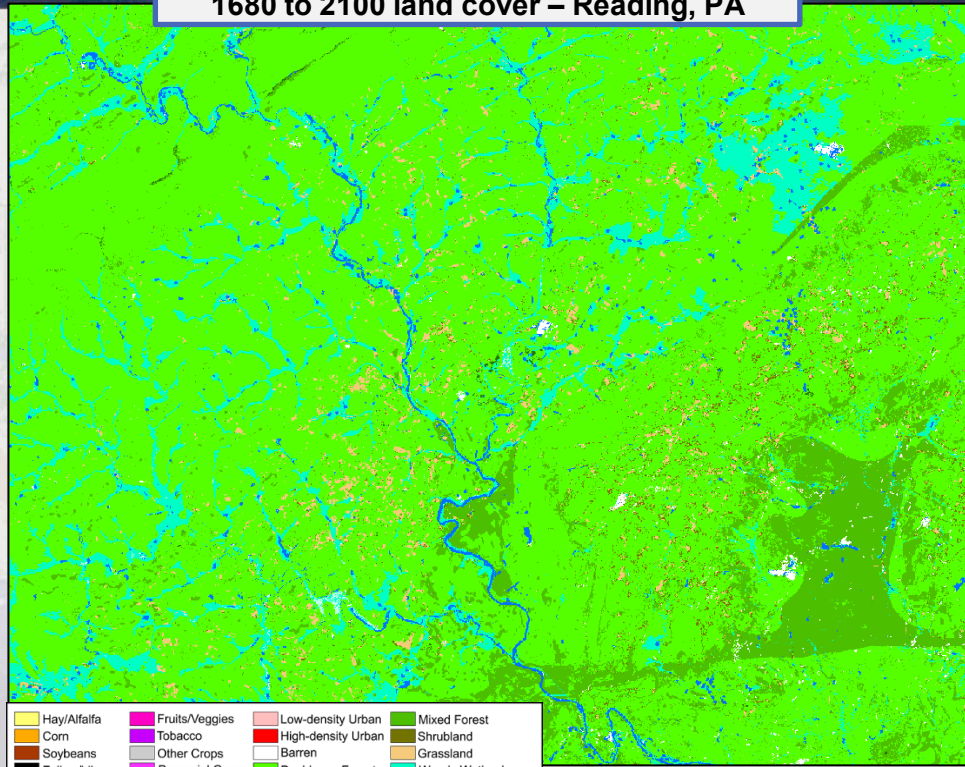 1680 to 2100 land cover – Reading, PA
Hay/Alfalfa Fruits/Veggies Low-density Urban Mixed Forest
Corn Tobacco High-density Urban Shrubland
Soybeans Other Crops Barren Grassland